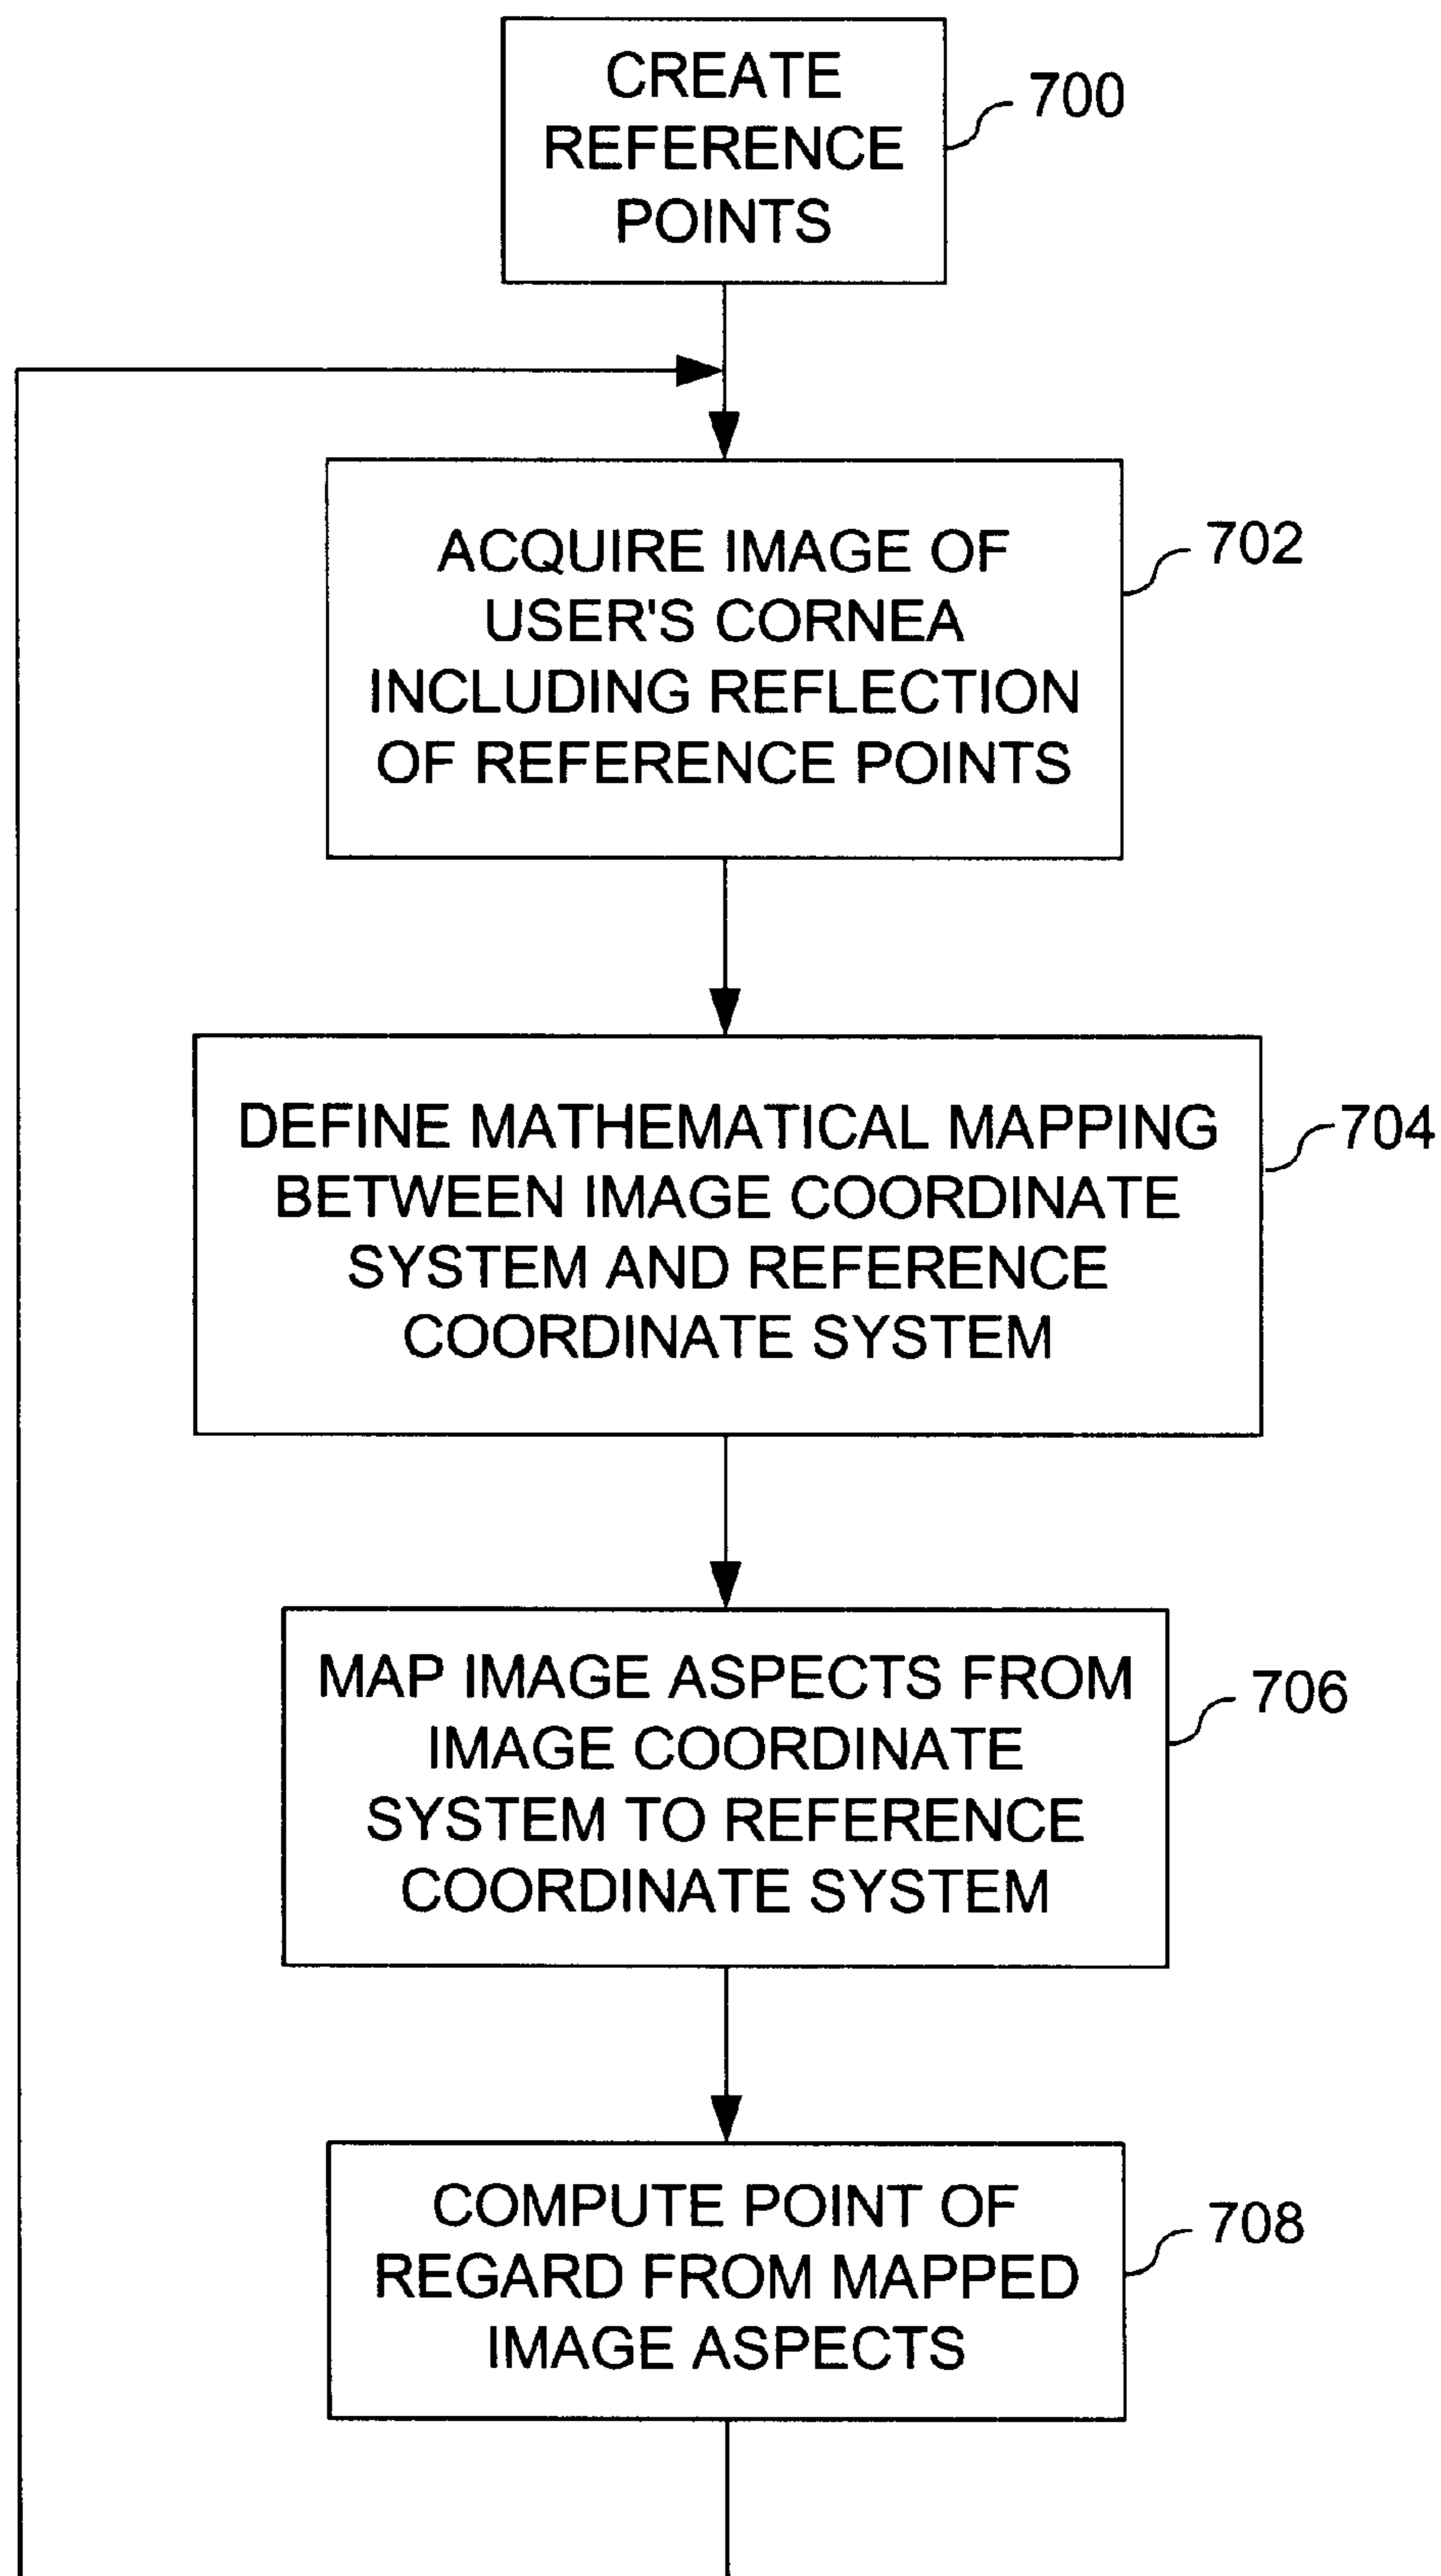 CREATE
REFERENCE
POINTS
700
ACQUIRE IMAGE OF
USER'S CORNEA
INCLUDING REFLECTION
OF REFERENCE POINTS
702
DEFINE MATHEMATICAL MAPPING
BETWEEN IMAGE COORDINATE
SYSTEM AND REFERENCE
COORDINATE SYSTEM
704
MAP IMAGE ASPECTS FROM
IMAGE COORDINATE
SYSTEM TO REFERENCE
COORDINATE SYSTEM
706
COMPUTE POINT OF
REGARD FROM MAPPED
IMAGE ASPECTS
708